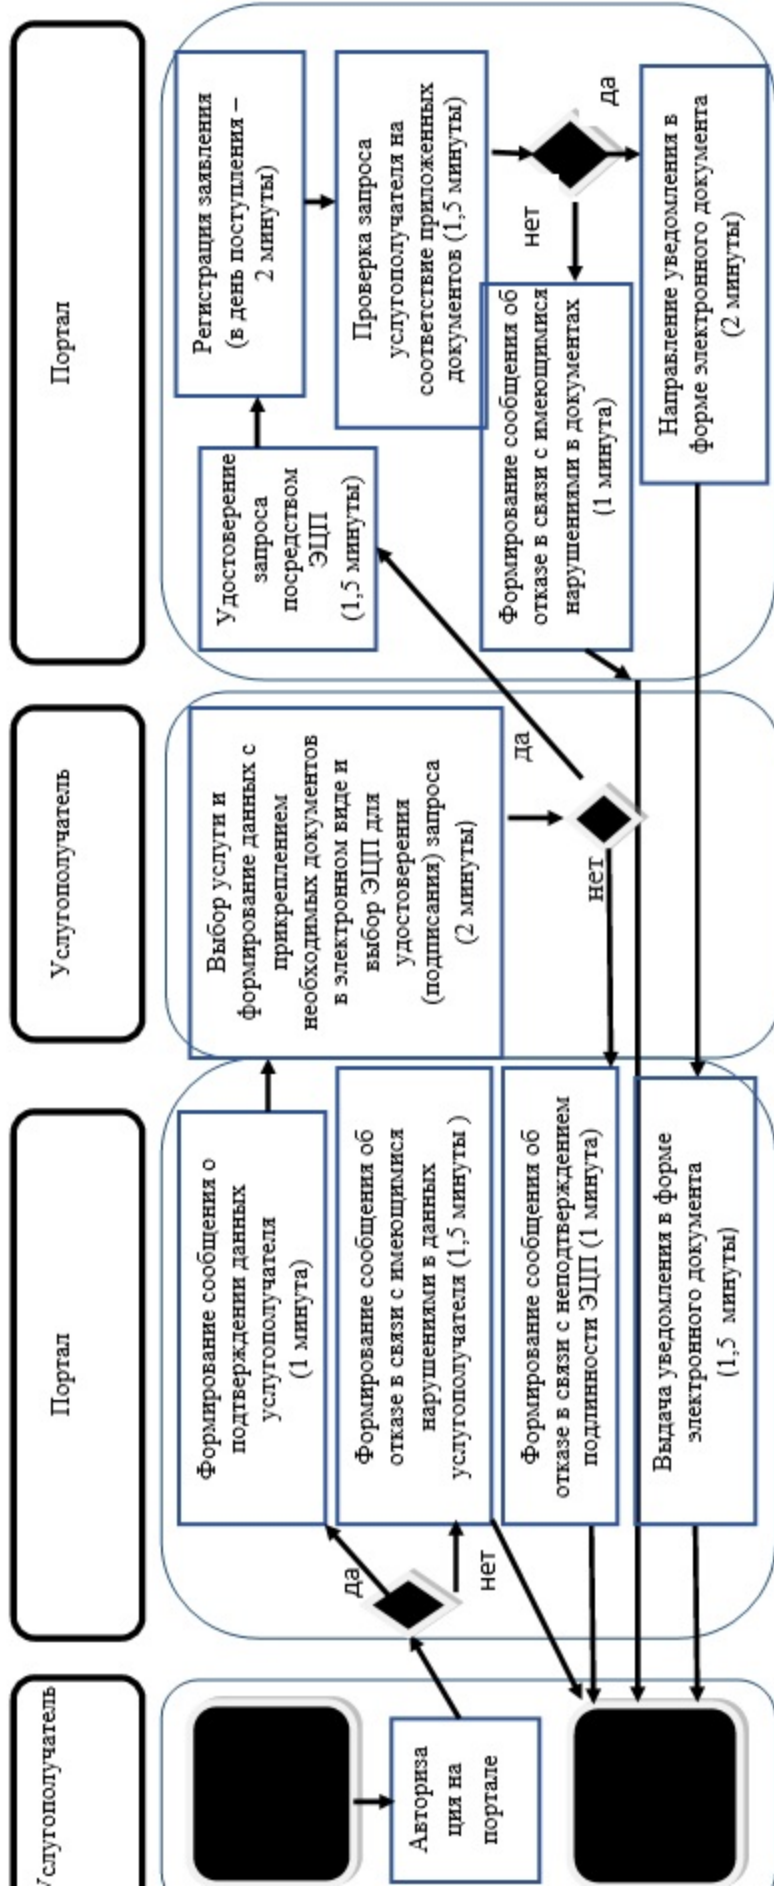 Услугополучатель
Портал
Услугополучатель
Портал
Авториза
ция на
портале
да
нет
Формирование сообщения о
подтверждении данных
услугополучателя
(1 минута)
Формирование сообщения об
отказе в связи с имеющимися
нарушениями в данных
услугополучателя (1,5 минуты )
Формирование сообщения об
отказе в связи с неподтверждением
подлинности ЭЦП (1 минута)
Выдача уведомления в форме
электронного документа
(1,5 минуты)
Выбор услуги и
формирование данных с
прикреплением
необходимых документов
в электронном виде и
выбор ЭЦП для
удостоверения
(подписания) запроса
(2 минуты)
нет
да
Удостоверение
запроса
посредством
ЭЦП
(1,5 минуты)
Регистрация заявления
(в день поступления –
2 минуты)
Проверка запроса
услугополучателя на
соответствие приложенных
документов (1,5 минуты)
нет
да
Формирование сообщения об
отказе в связи с имеющимися
нарушениями в документах
(1 минута)
Направление уведомления в
форме электронного документа
(2 минуты)